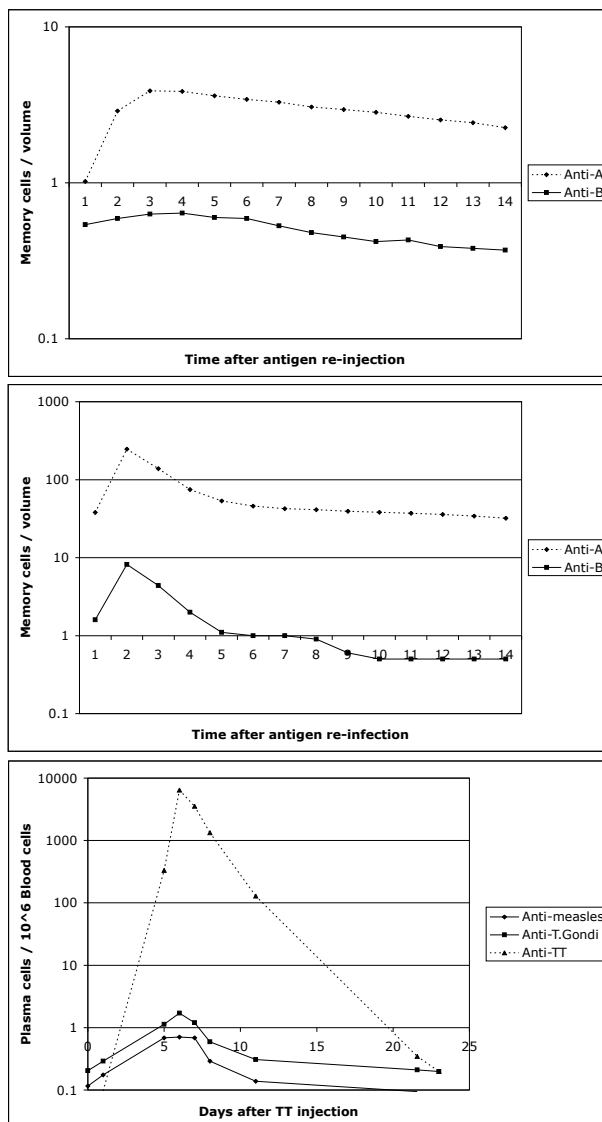 10
Memory cells / volume
1
1 2 3 4 5 6 7 8 9 10 11 12 13 14
0.1
Time after antigen re-injection
Anti-A
Anti-B
1000
100
Memory cells / volume
10
1
1 2 3 4 5 6 7 8 9 10 11 12 13 14
0.1
Time after antigen re-infection
Anti-A
Anti-B
10000
1000
Plasma cells / 10^6 Blood cells
100
10
1
0 5 10 15 20 25
0.1
Days after TT injection
Anti-measles
Anti-T.Gondi
Anti-TT